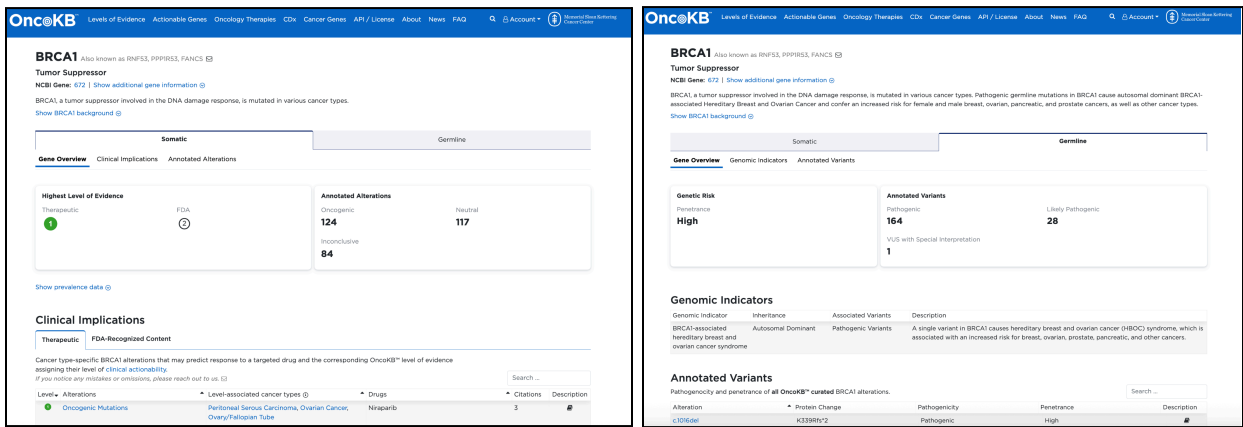 OncoKB™ Levels of Evidence Actionable Genes Oncology Therapies CDx Cancer Genes API / License About News FAQ Account Memorial Sloan Kettering Cancer Center
BRCA1 Also known as RNF53, PPP1R53, FANCS
Tumor Suppressor
NCBI Gene: 672 | Show additional gene information
BRCA1, a tumor suppressor involved in the DNA damage response, is mutated in various cancer types.
Show BRCA1 background
Somatic Germline
Gene Overview Clinical Implications Annotated Alterations
Highest Level of Evidence
Therapeutic FDA
1 2
Annotated Alterations
Oncogenic Neutral
124 117
Inconclusive
84
Show prevalence data
Clinical Implications
Therapeutic FDA-Recognized Content
Cancer type-specific BRCA1 alterations that may predict response to a targeted drug and the corresponding OncoKB™ level of evidence
assigning their level of clinical actionability.
If you notice any mistakes or omissions, please reach out to us.
Search ...
Level Alterations Level-associated cancer types Drugs Citations Description
1 Oncogenic Mutations Peritoneal Serous Carcinoma, Ovarian Cancer, Niraparib 3
Ovary/Fallopian Tube
OncoKB™ Levels of Evidence Actionable Genes Oncology Therapies CDx Cancer Genes API / License About News FAQ Account Memorial Sloan Kettering Cancer Center
BRCA1 Also known as RNF53, PPP1R53, FANCS
Tumor Suppressor
NCBI Gene: 672 | Show additional gene information
BRCA1, a tumor suppressor involved in the DNA damage response, is mutated in various cancer types. Pathogenic germline mutations in BRCA1 cause autosomal dominant BRCA1-
associated Hereditary Breast and Ovarian Cancer and confer an increased risk for female and male breast, ovarian, pancreatic, and prostate cancers, as well as other cancer types.
Show BRCA1 background
Somatic Germline
Gene Overview Genomic Indicators Annotated Variants
Genetic Risk
Penetrance
High
Annotated Variants
Pathogenic Likely Pathogenic
164 28
VUS with Special Interpretation
1
Genomic Indicators
Genomic Indicator Inheritance Associated Variants Description
BRCA1-associated Autosomal Dominant Pathogenic Variants A single variant in BRCA1 causes hereditary breast and ovarian cancer (HBOC) syndrome, which is
hereditary breast and associated with an increased risk for breast, ovarian, prostate, pancreatic, and other cancers.
ovarian cancer syndrome
Annotated Variants
Pathogenocity and penetrance of all OncoKB™ curated BRCA1 alterations.
Search ...
Alteration Protein Change Pathogenicity Penetrance Description
c.1016del K339Rfs*2 Pathogenic High